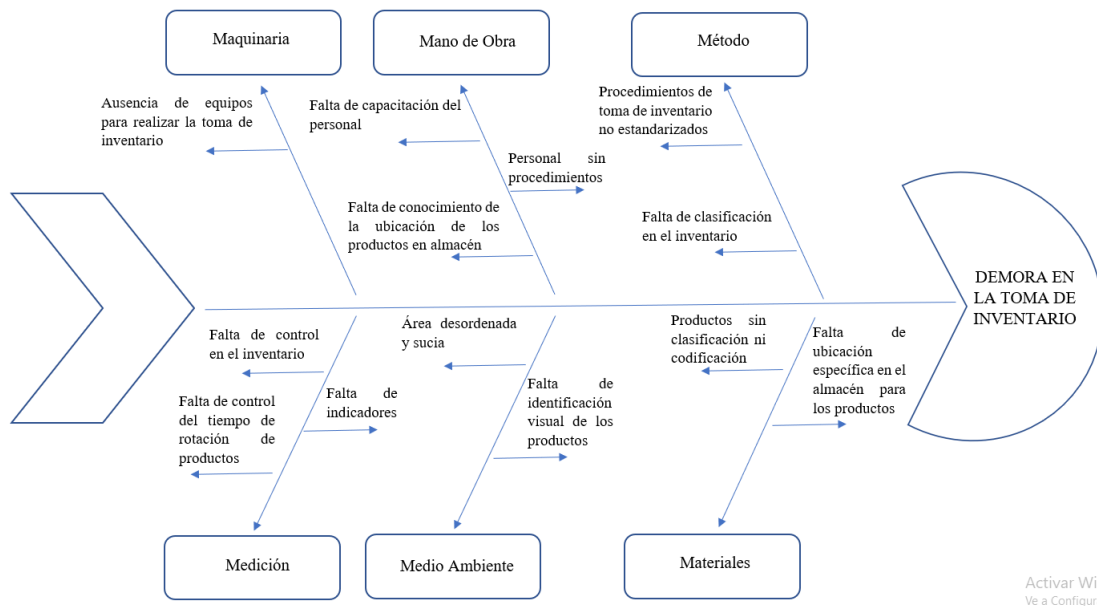 Maquinaria
Mano de Obra
Método
Ausencia de equipos
para realizar la toma de
inventario
Falta de capacitación del
personal
Personal sin
procedimientos
Procedimientos de
toma de inventario
no estandarizados
Falta de conocimiento de
la ubicación de los
productos en almacén
Falta de clasificación
en el inventario
DEMORA EN
LA TOMA DE
INVENTARIO
Falta de control
en el inventario
Falta de control
del tiempo de
rotación de
productos
Falta de
indicadores
Área desordenada
y sucia
Falta de
identificación
visual de los
productos
Productos sin
clasificación ni
codificación
Falta de
ubicación
específica en el
almacén para
los productos
Medición
Medio Ambiente
Materiales
Activar Wi
Ve a Configur